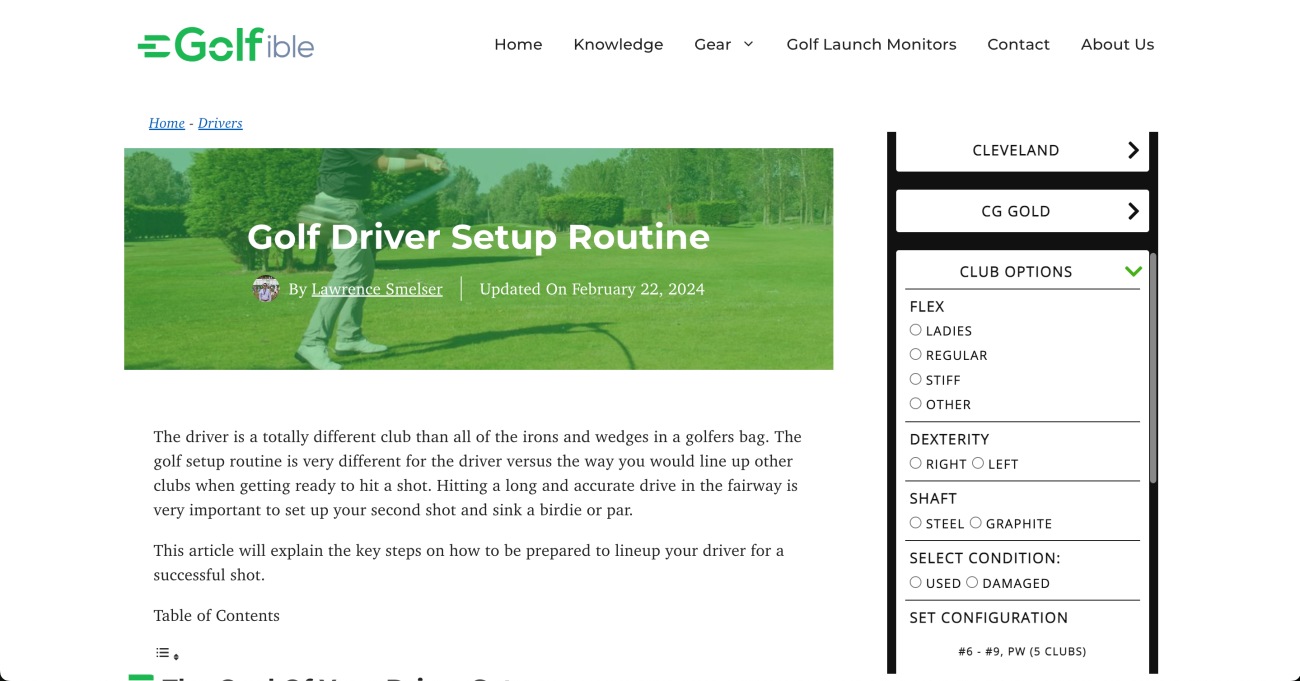 Golfible
Home Knowledge Gear Golf Launch Monitors Contact About Us
Home - Drivers
Golf Driver Setup Routine
By Lawrence Smelser Updated On February 22, 2024
The driver is a totally different club than all of the irons and wedges in a golfers bag. The
golf setup routine is very different for the driver versus the way you would line up other
clubs when getting ready to hit a shot. Hitting a long and accurate drive in the fairway is
very important to set up your second shot and sink a birdie or par.
This article will explain the key steps on how to be prepared to lineup your driver for a
successful shot.
Table of Contents
CLEVELAND
CG GOLD
CLUB OPTIONS
FLEX
LADIES
REGULAR
STIFF
OTHER
DEXTERITY
RIGHT LEFT
SHAFT
STEEL GRAPHITE
SELECT CONDITION:
USED DAMAGED
SET CONFIGURATION
#6 - #9, PW (5 CLUBS)